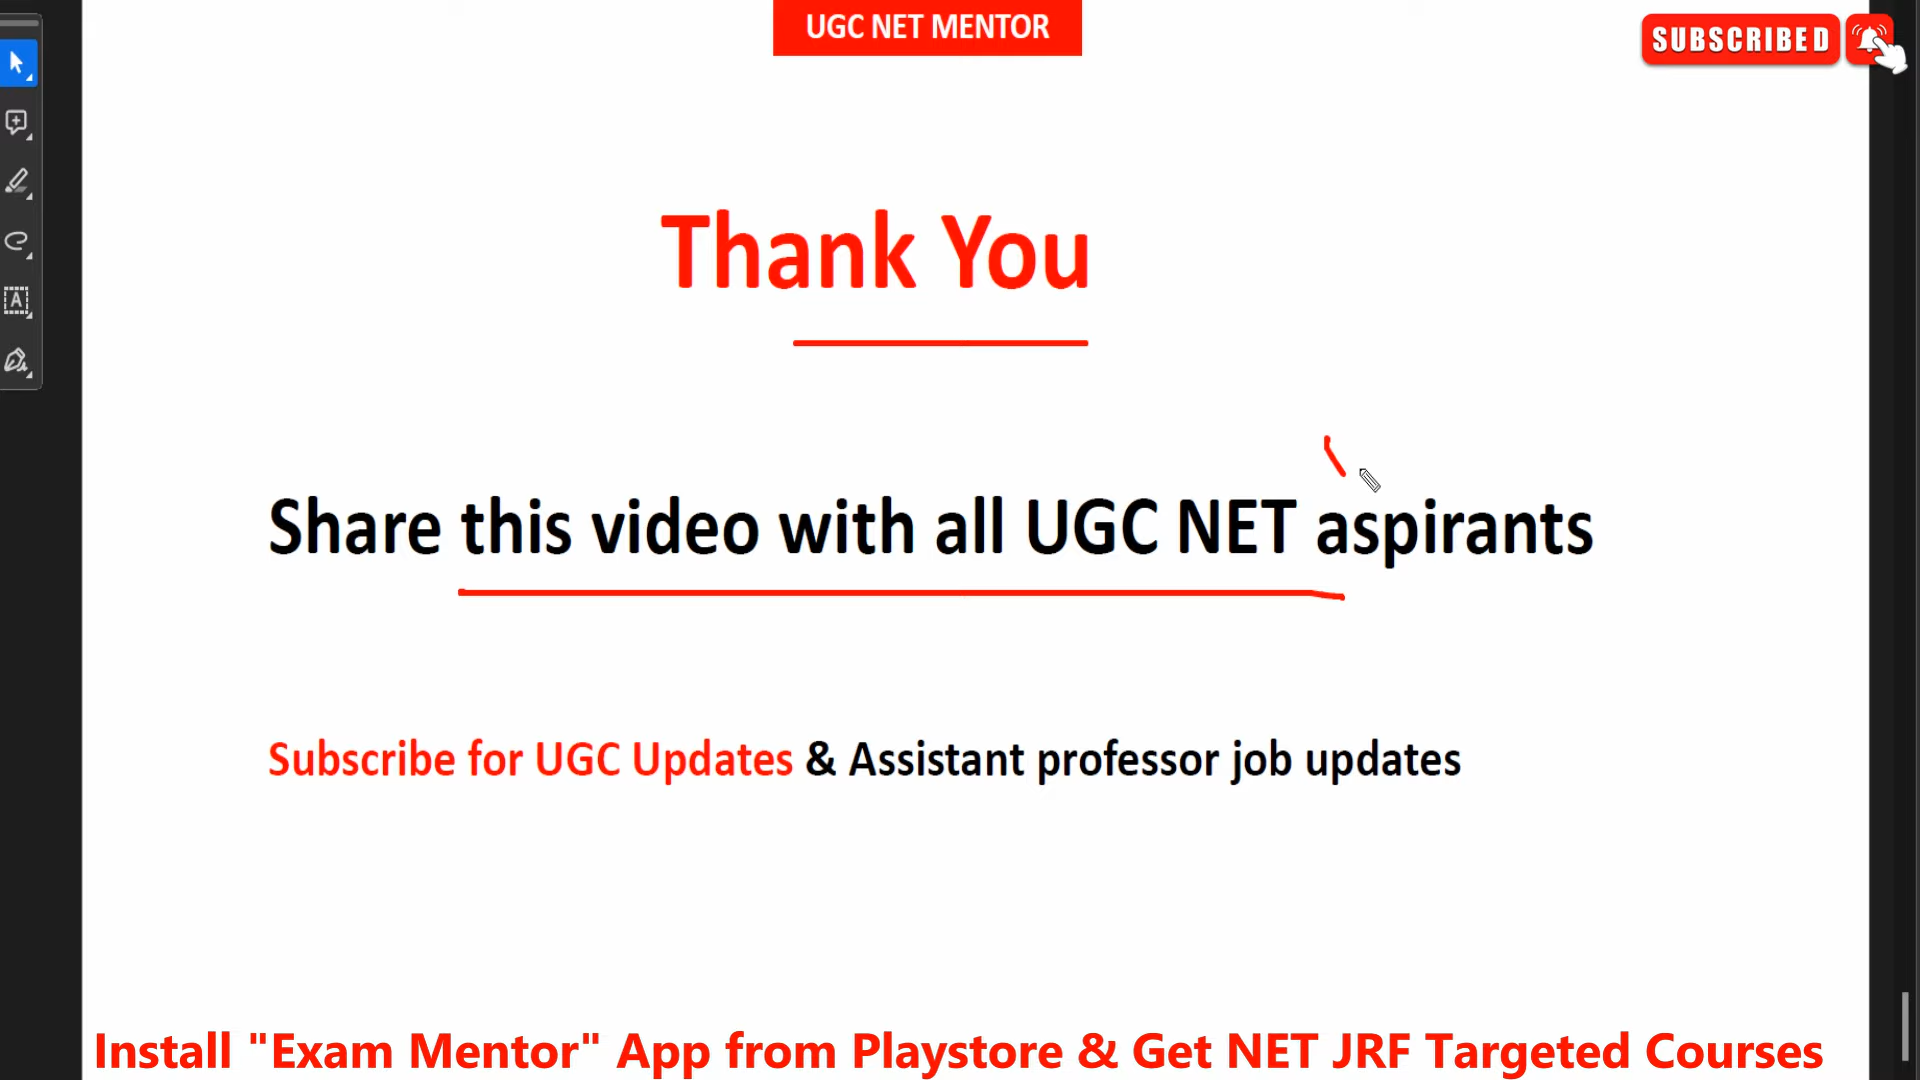 UGC NET MENTOR
SUBSCRIBED
Thank You
Share this video with all UGC NET aspirants
Subscribe for UGC Updates & Assistant professor job updates
Install "Exam Mentor" App from Playstore & Get NET JRF Targeted Courses